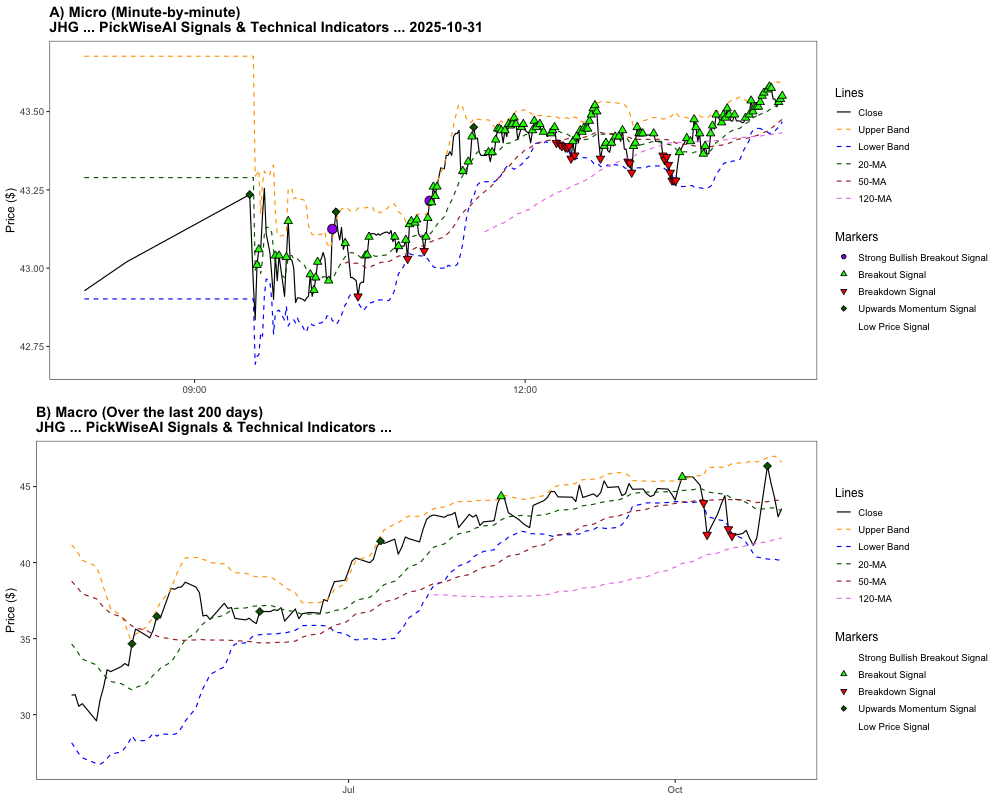 A) Micro (Minute-by-minute)
JHG ... PickWiseAI Signals & Technical Indicators ... 2025-10-31
Price ($)
43.50
43.25
43.00
42.75
09:00
12:00
Lines
Close
Upper Band
Lower Band
20-MA
50-MA
120-MA
Markers
Strong Bullish Breakout Signal
Breakout Signal
Breakdown Signal
Upwards Momentum Signal
Low Price Signal
B) Macro (Over the last 200 days)
JHG ... PickWiseAI Signals & Technical Indicators ...
Price ($)
45
40
35
30
Jul
Oct
Lines
Close
Upper Band
Lower Band
20-MA
50-MA
120-MA
Markers
Strong Bullish Breakout Signal
Breakout Signal
Breakdown Signal
Upwards Momentum Signal
Low Price Signal